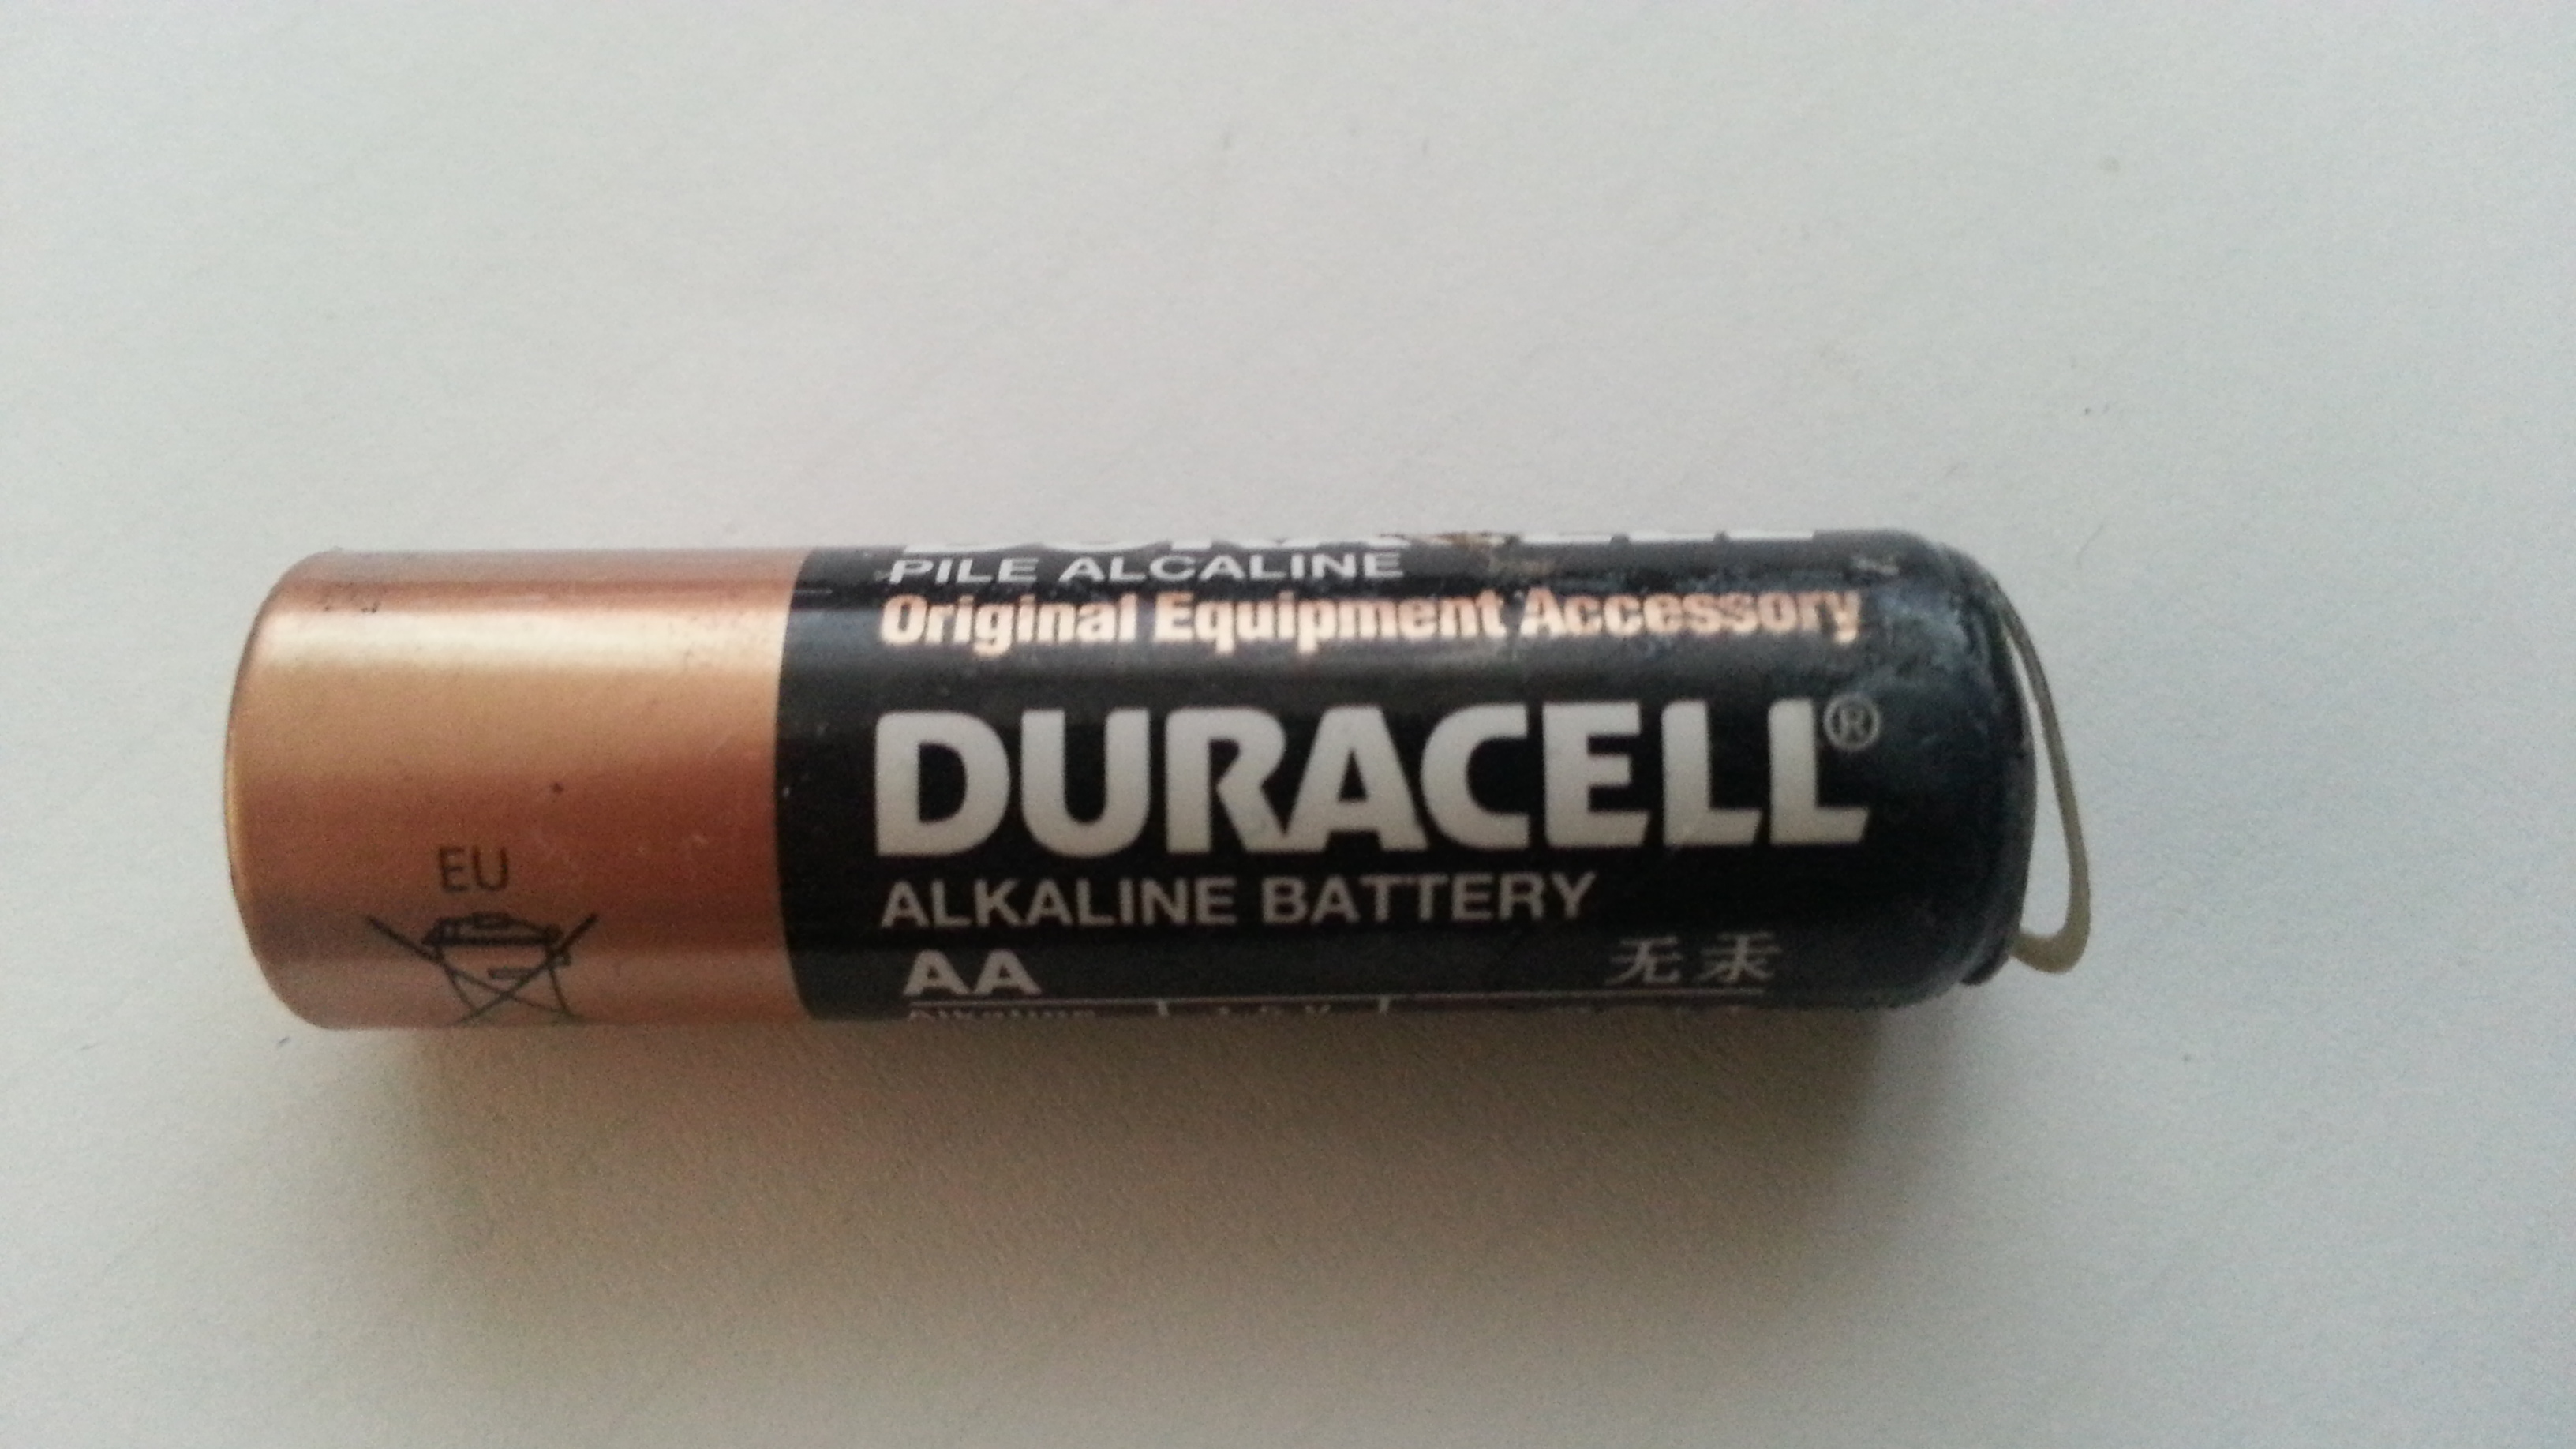 PILE ALCALINE
Original Equipment Accessory
DURACELL®
ALKALINE BATTERY
AA 无汞
EU